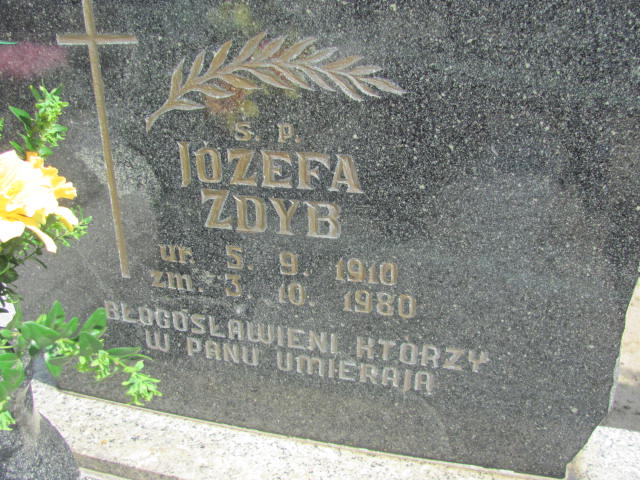 Ś. P.
JÓZEFA
ZDYB
ur. 5. 9. 1910
zm. 3. 10. 1980
BŁOGOSŁAWIENI KTÓRZY
W PANU UMIERAJĄ